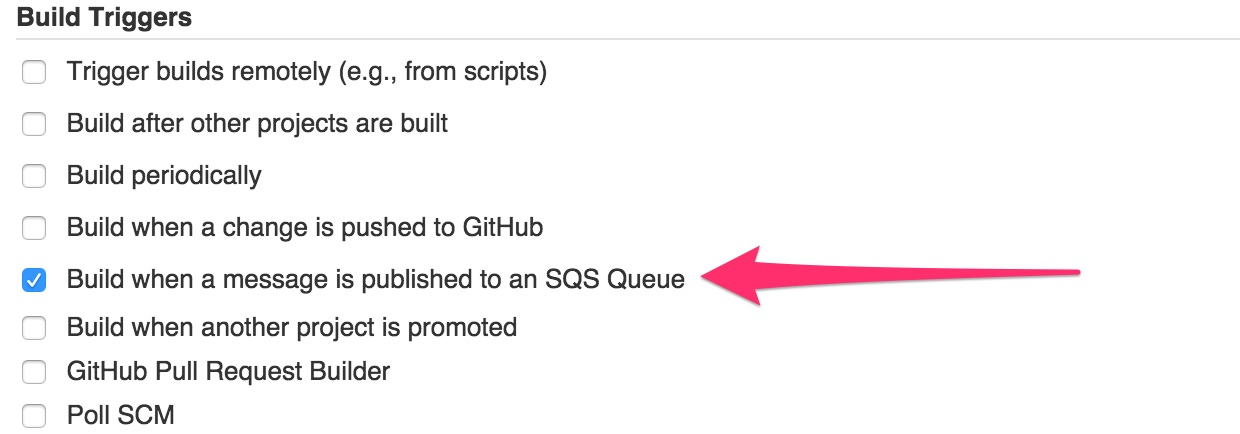 Build Triggers
Trigger builds remotely (e.g., from scripts)
Build after other projects are built
Build periodically
Build when a change is pushed to GitHub
Build when a message is published to an SQS Queue
Build when another project is promoted
GitHub Pull Request Builder
Poll SCM